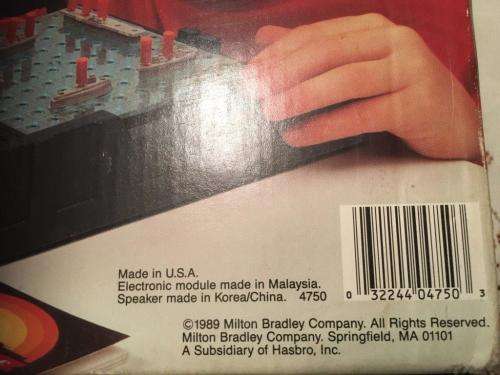 Made in U.S.A.
Electronic module made in Malaysia.
Speaker made in Korea/China. 4750
0 32244 04750 3
©1989 Milton Bradley Company. All Rights Reserved.
Milton Bradley Company. Springfield, MA 01101
A Subsidiary of Hasbro, Inc.